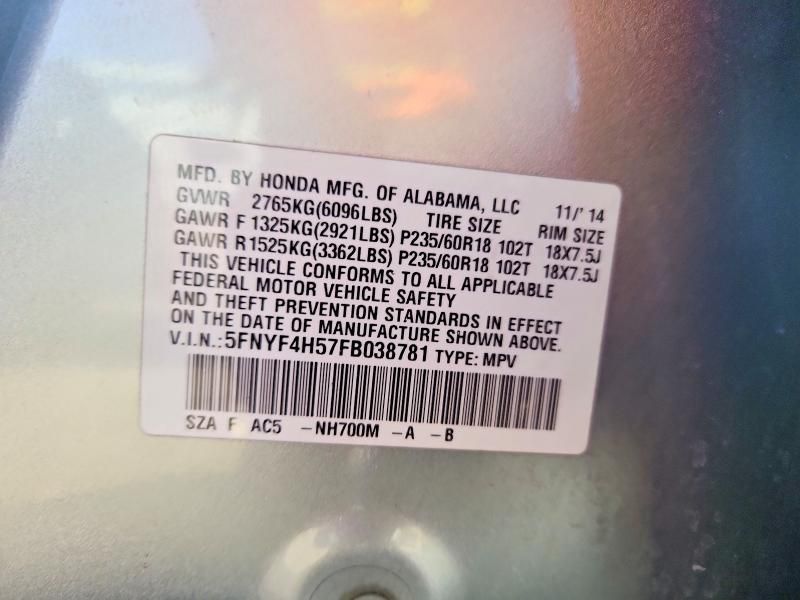 MFD. BY HONDA MFG. OF ALABAMA, LLC 11/' 14
GVWR 2765KG(6096LBS) TIRE SIZE RIM SIZE
GAWR F 1325KG(2921LBS) P235/60R18 102T 18X7.5J
GAWR R1525KG(3362LBS) P235/60R18 102T 18X7.5J
THIS VEHICLE CONFORMS TO ALL APPLICABLE
FEDERAL MOTOR VEHICLE SAFETY
AND THEFT PREVENTION STANDARDS IN EFFECT
ON THE DATE OF MANUFACTURE SHOWN ABOVE.
V.I.N.:5FNYF4H57FB038781 TYPE: MPV
SZA F AC5 -NH700M -A -B